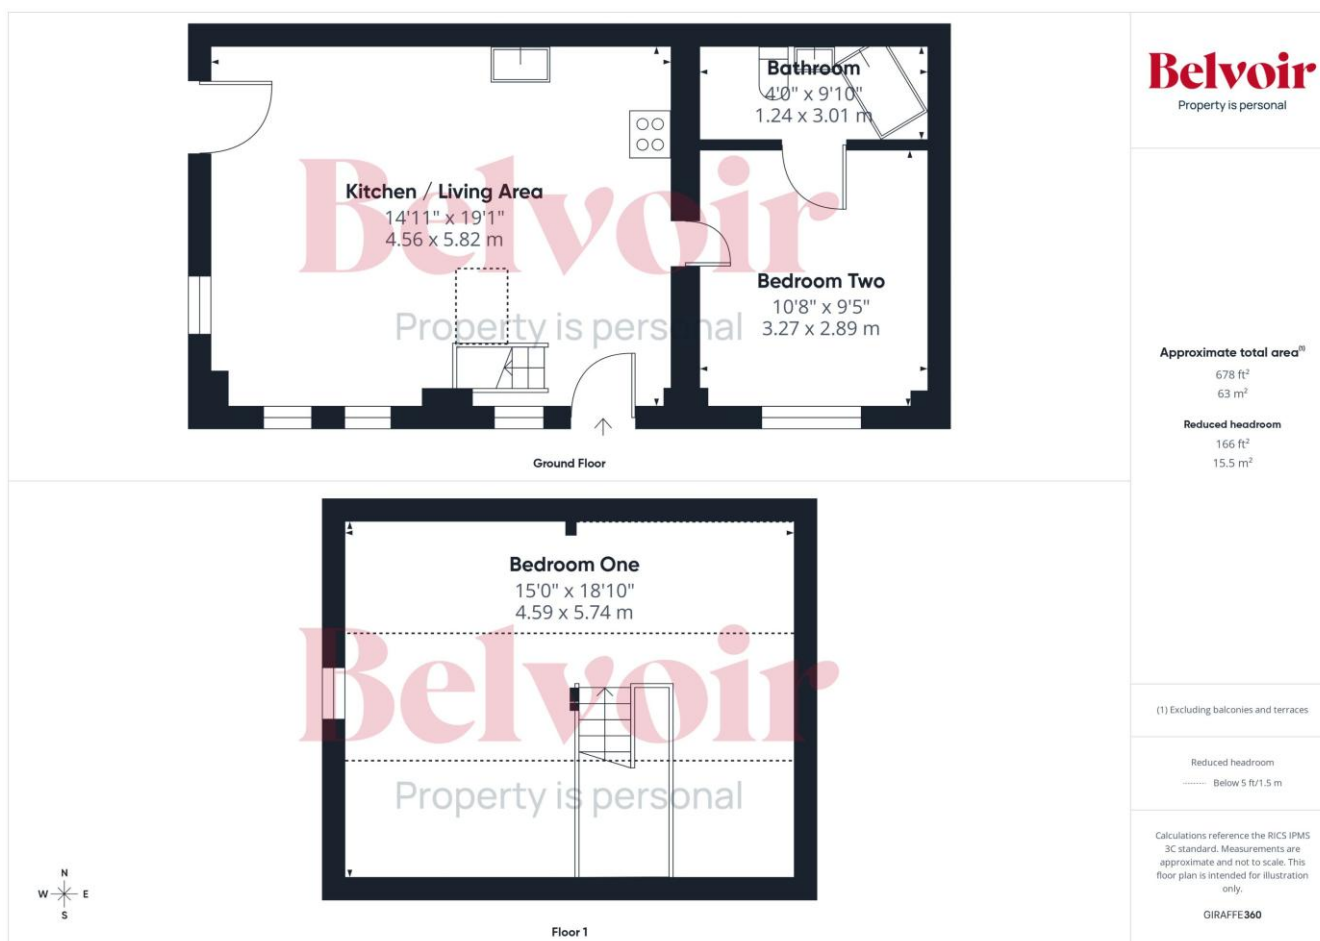 Bathroom
4'0" x 9'10"
1.24 x 3.01 m
Kitchen / Living Area
14'11" x 19'1"
4.56 x 5.82 m
Bedroom Two
10'8" x 9'5"
3.27 x 2.89 m
Belvoir
Property is personal
Ground Floor
Bedroom One
15'0" x 18'10"
4.59 x 5.74 m
Belvoir
Property is personal
N
W E
S
Floor 1
Belvoir
Property is personal
Approximate total area(1)
678 ft²
63 m²
Reduced headroom
166 ft²
15.5 m²
(1) Excluding balconies and terraces
Reduced headroom
Below 5 ft/1.5 m
Calculations reference the RICS IPMS
3C standard. Measurements are
approximate and not to scale. This
floor plan is intended for illustration
only.
GIRAFFE360